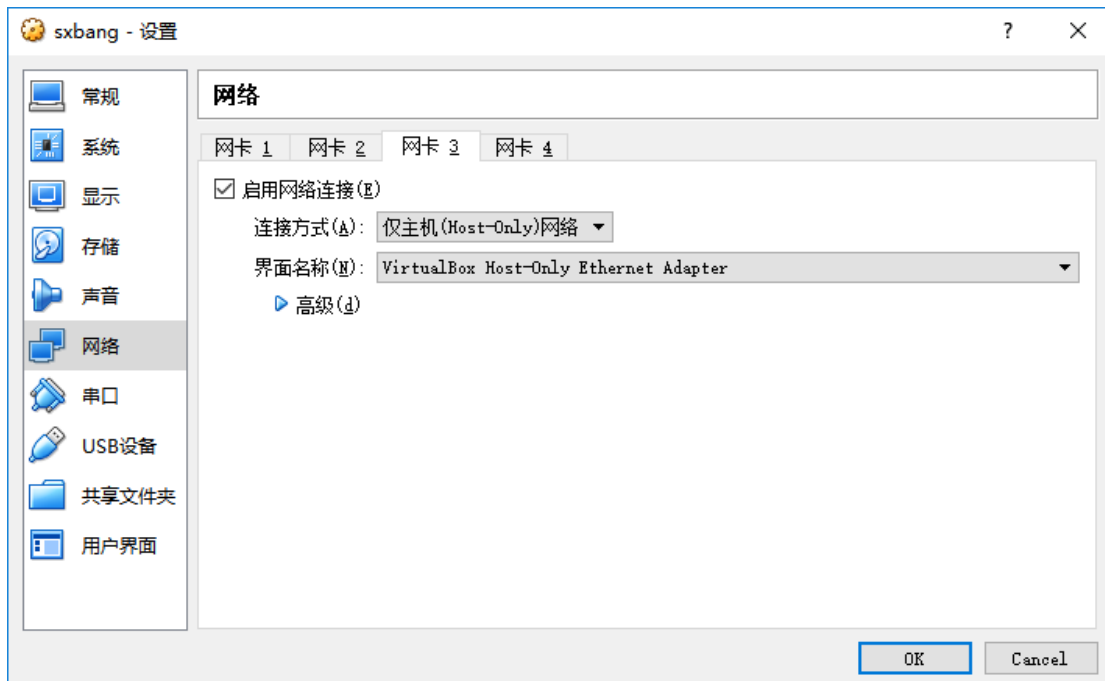 sxbang - 设置
?
常规
系统
显示
存储
声音
网络
串口
USB设备
共享文件夹
用户界面
网络
网卡 1 网卡 2 网卡 3 网卡 4
启用网络连接(E)
连接方式(A): 仅主机(Host-Only)网络
界面名称(N): VirtualBox Host-Only Ethernet Adapter
高级(d)
OK Cancel